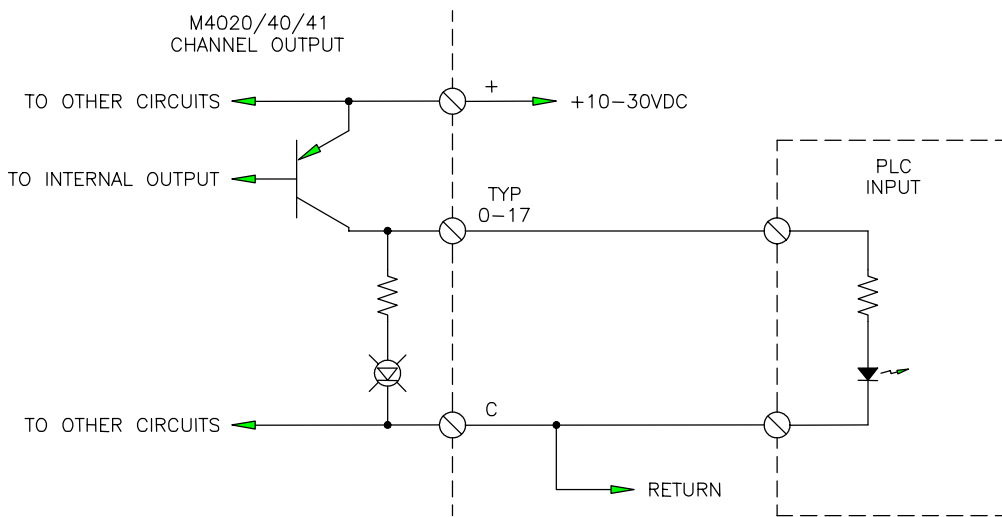 M4020/40/41
CHANNEL OUTPUT
TO OTHER CIRCUITS
+
+10-30VDC
TO INTERNAL OUTPUT
TYP
0-17
PLC
INPUT
TO OTHER CIRCUITS
C
RETURN